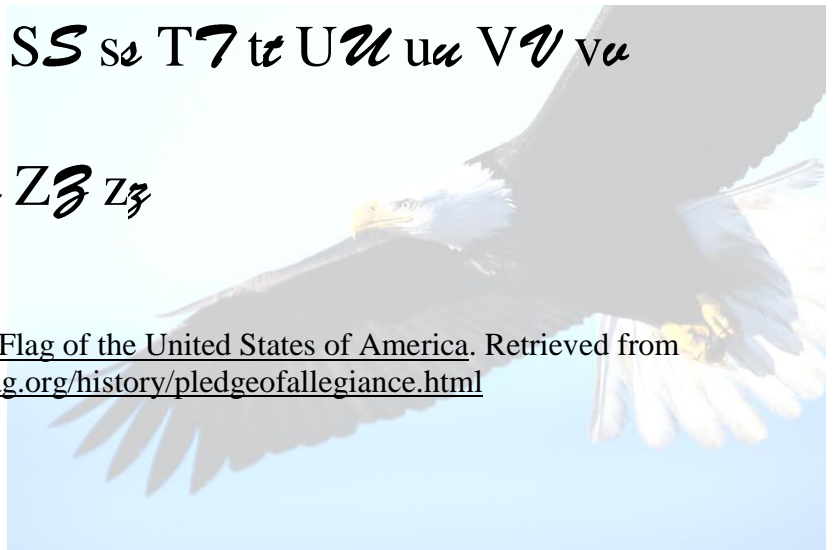 SS ss TT tt UU uu VV vv
ZZ zz
Flag of the United States of America. Retrieved from
g.org/history/pledgeofallegiance.html